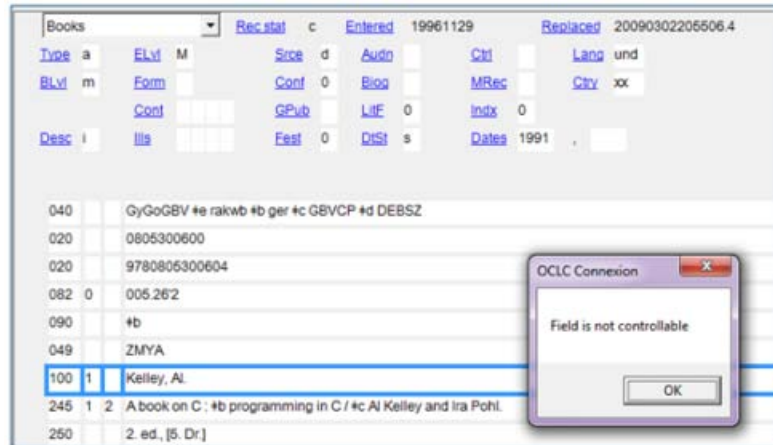 Books Rec stat c Entered 19961129 Replaced 20090302205506.4
Type a ELvl M Srce d Audn Ctrl Lang und
BLvl m Form Conf 0 Biog MRec Ctry xx
Cont GPub LitF 0 Indx 0
Desc i Ills Fest 0 DtSt s Dates 1991 ,
040 GyGoGBV ǂe rakwb ǂb ger ǂc GBVCP ǂd DEBSZ
020 0805300600
020 9780805300604
082 0 005.26'2
090 ǂb
049 ZMYA
100 1 Kelley, Al.
245 1 2 A book on C : ǂb programming in C / ǂc Al Kelley and Ira Pohl.
250 2. ed., [5. Dr.]
OCLC Connexion
Field is not controllable
OK